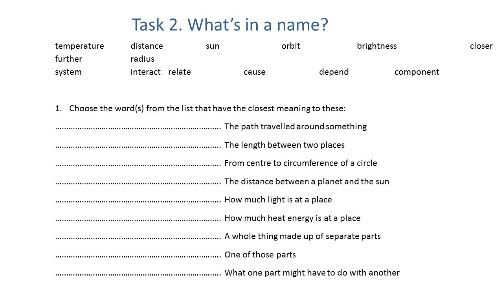 Task 2. What's in a name?
temperature distance sun orbit brightness closer
further radius
system interact relate cause depend component
1. Choose the word(s) from the list that have the closest meaning to these:
.......................................................................... The path travelled around something
.......................................................................... The length between two places
.......................................................................... From centre to circumference of a circle
.......................................................................... The distance between a planet and the sun
.......................................................................... How much light is at a place
.......................................................................... How much heat energy is at a place
.......................................................................... A whole thing made up of separate parts
.......................................................................... One of those parts
.......................................................................... What one part might have to do with another